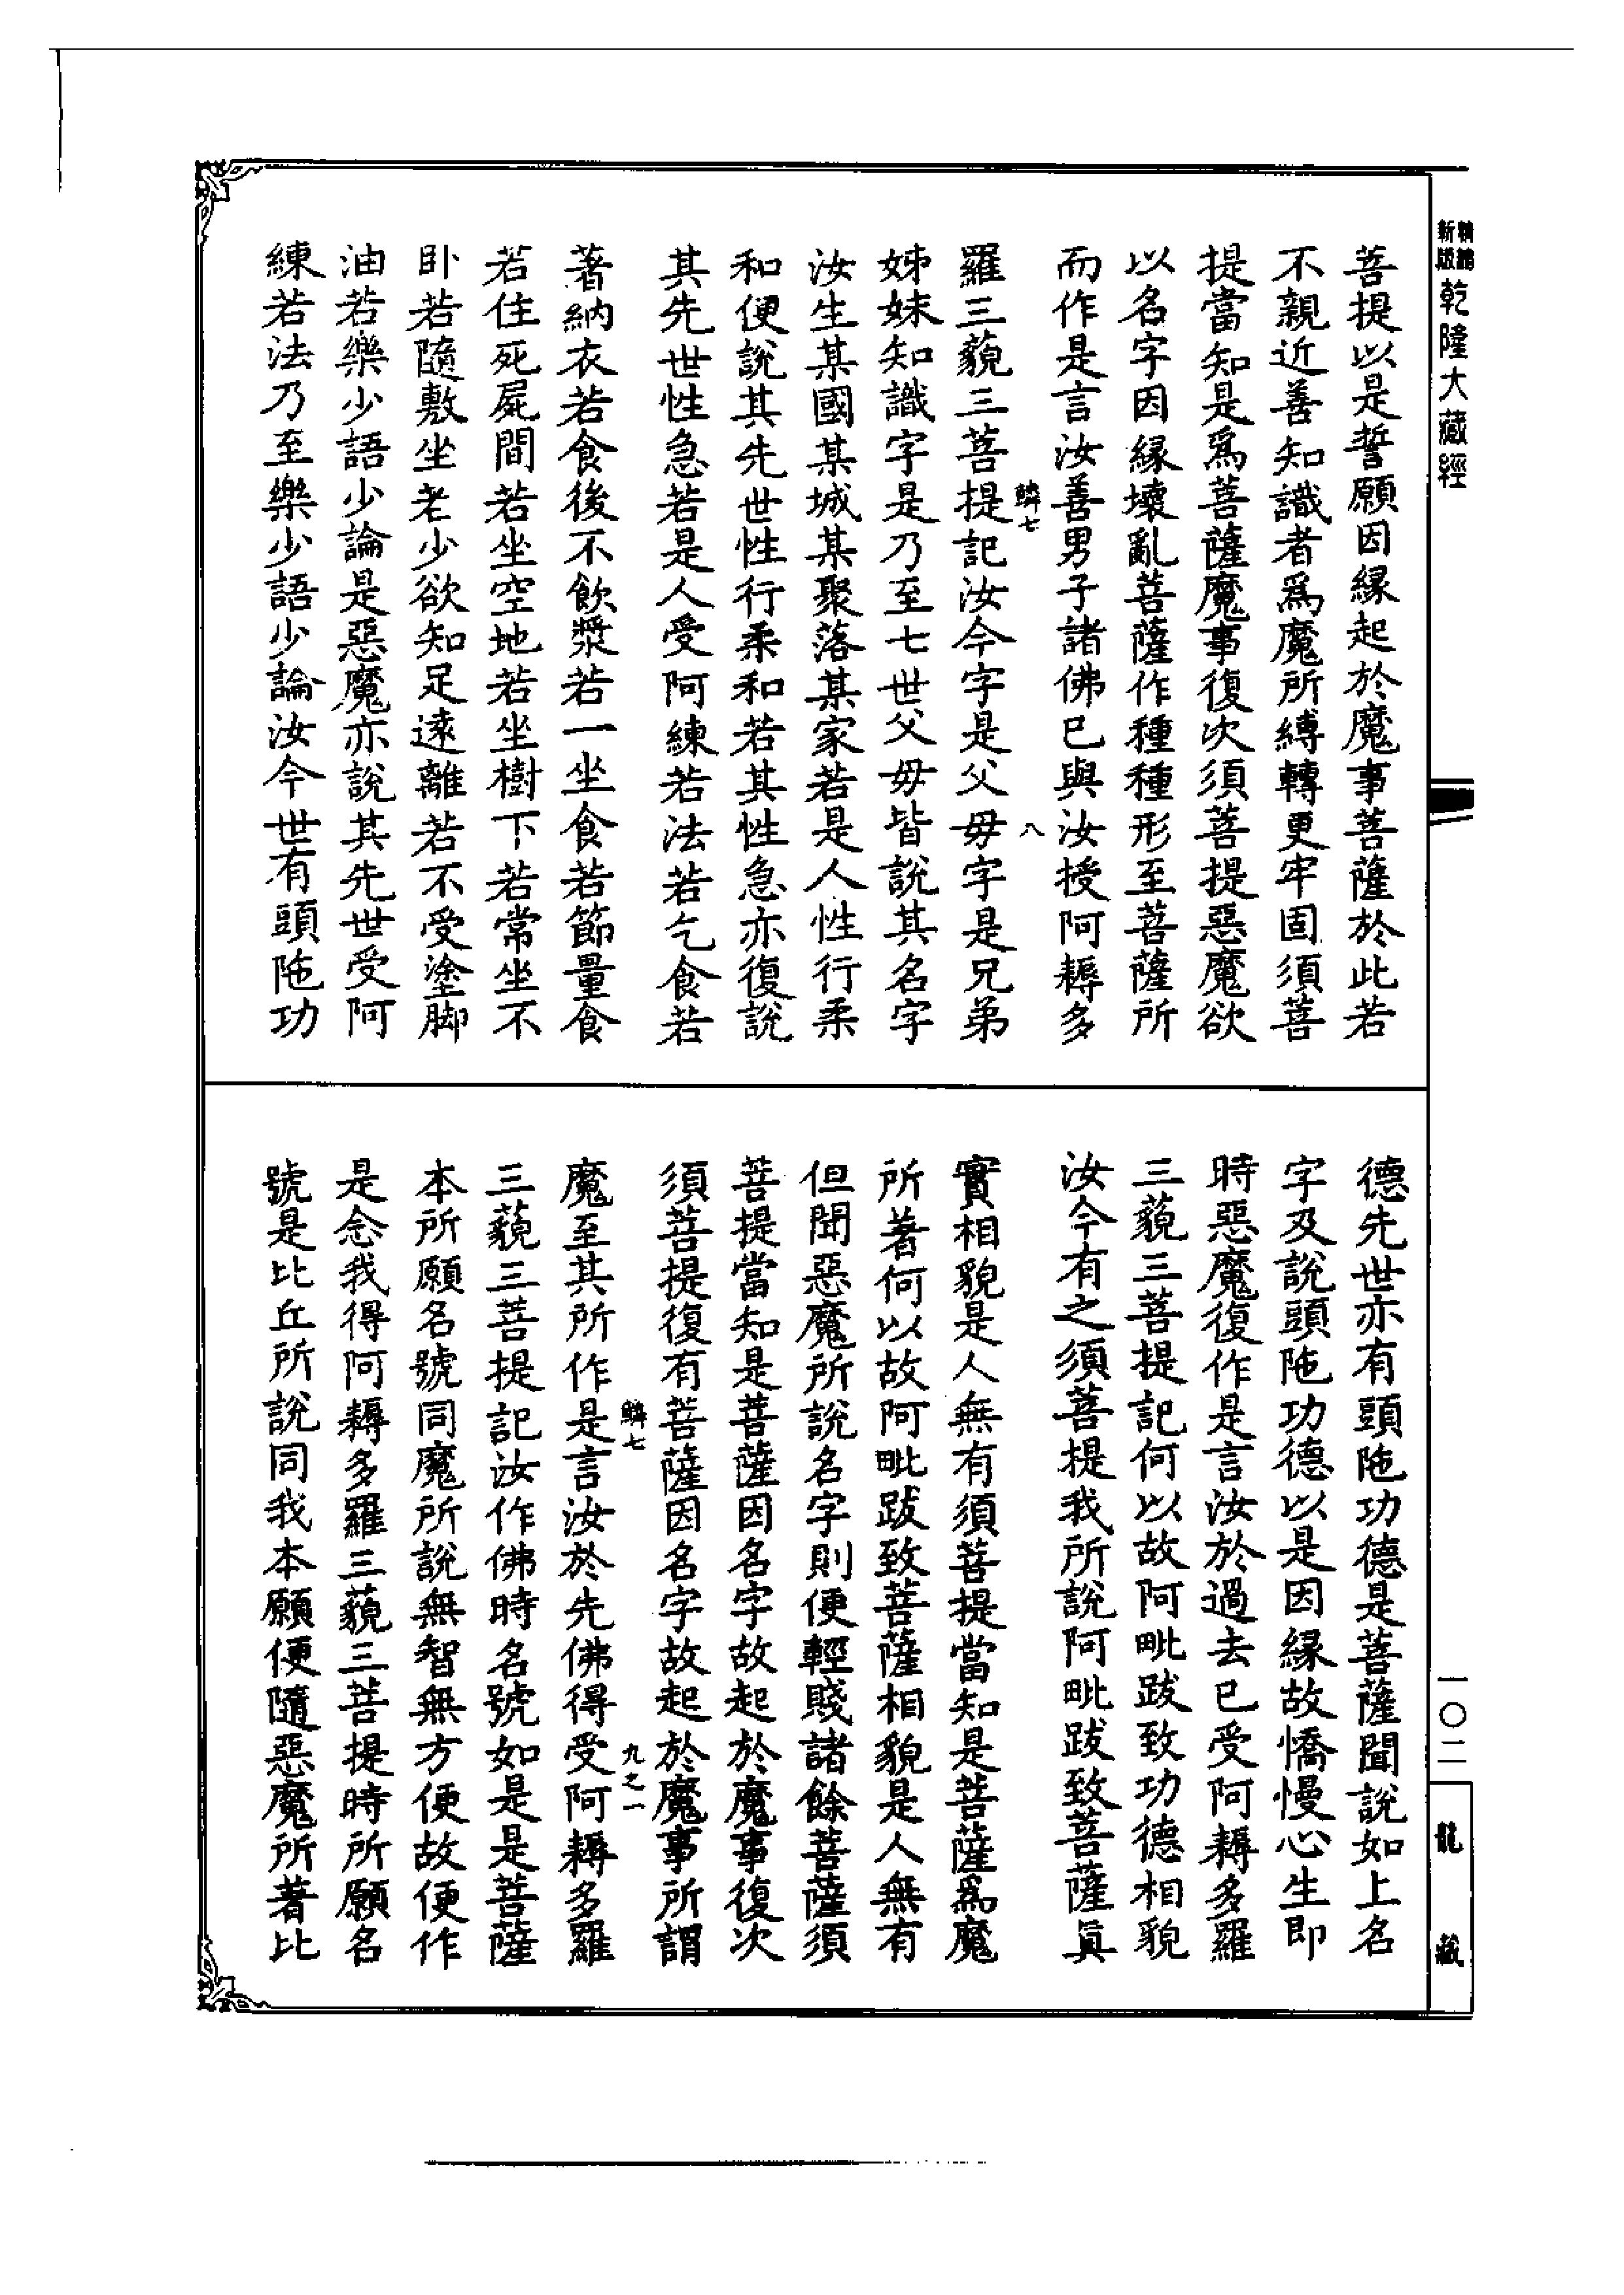 新版
乾隆大藏經
菩提以是誓願因緣起於魔事菩薩於此若
不親近善知識者爲魔所縛轉更牢固須菩
提當知是爲菩薩魔事復次須菩提惡魔欲
以名字因緣壞亂菩薩作種種形至菩薩所
而作是言汝善男子諸佛已與汝授阿耨多
鱗七
八
羅三藐三菩提記汝今字是父母字是兄弟
姊妹知識字是乃至七世父母皆說其名字
汝生某國某城某聚落某家若是人性行柔
和便說其先世性行柔和若其性急亦復說
其先世性急若是人受阿練若法若乞食若
著納衣若食後不飲漿若一坐食若節量食
若住死屍間若坐空地若坐樹下若常坐不
卧若隨敷坐若少欲知足遠離若不受塗脚
油若樂少語少論是惡魔亦說其先世受阿
練若法乃至樂少語少論汝今世有頭陁功
德先世亦有頭陁功德是菩薩聞說如上名
字及說頭陁功德以是因緣故憍慢心生即
時惡魔復作是言汝於過去已受阿耨多羅
三藐三菩提記何以故阿毗跋致功德相貌
汝今有之須菩提我所說阿毗跋致菩薩眞
實相貌是人無有須菩提當知是菩薩爲魔
所著何以故阿毗跋致菩薩相貌是人無有
但聞惡魔所說名字則便輕賤諸餘菩薩須
菩提當知是菩薩因名字故起於魔事復次
須菩提復有菩薩因名字故起於魔事所謂
鱗七
九之一
魔至其所作是言汝於先佛得受阿耨多羅
三藐三菩提記汝作佛時名號如是是菩薩
本所願名號同魔所說無智無方便故便作
是念我得阿耨多羅三藐三菩提時所願名
號是比丘所說同我本願便隨惡魔所著比
一〇二
龍藏